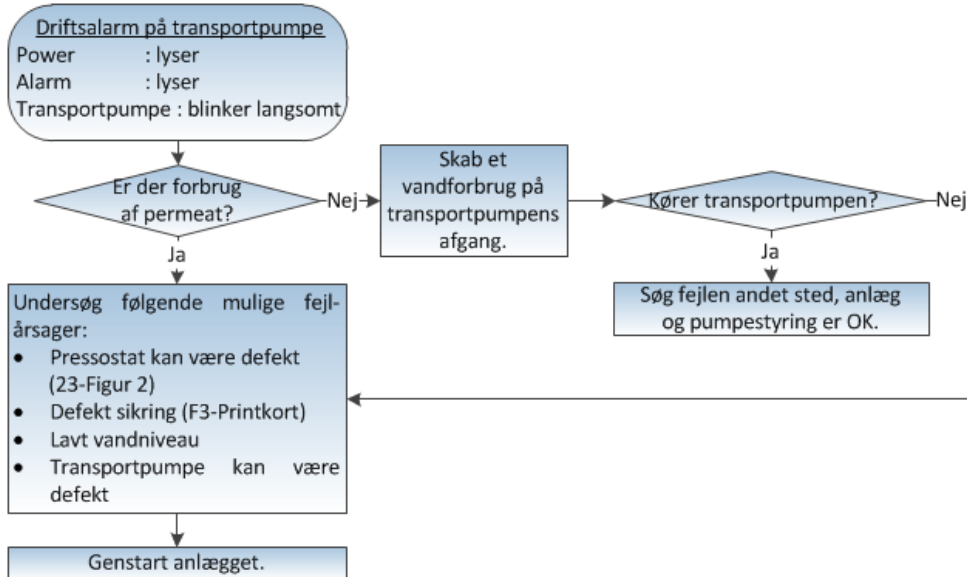 Driftsalarm på transportpumpe
Power : lyser
Alarm : lyser
Transportpumpe : blinker langsomt
Er der forbrug
af permeat?
Nej
Skab et
vandforbrug på
transportpumpens
afgang.
Kører transportpumpen?
Nej
Ja
Ja
Søg fejlen andet sted, anlæg
og pumpestyring er OK.
Undersøg følgende mulige fejl-
årsager:
• Pressostat kan være defekt
(23-Figur 2)
• Defekt sikring (F3-Printkort)
• Lavt vandniveau
• Transportpumpe kan være
defekt
Genstart anlægget.